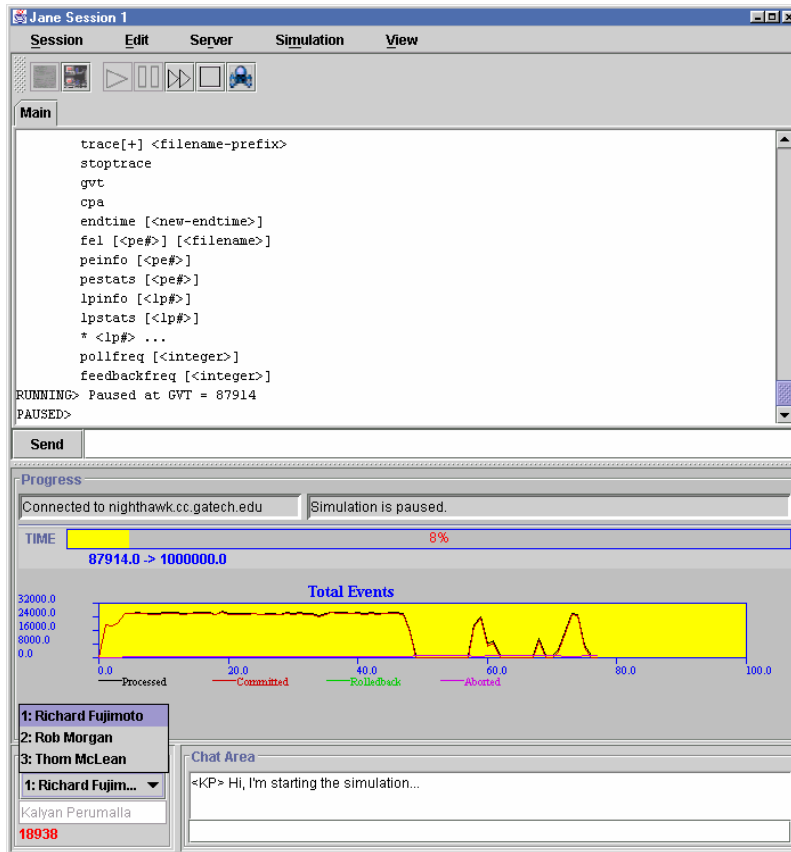 Jane Session 1
Session Edit Server Simulation View
Main
trace[+] <filename-prefix>
stoptrace
gvt
cpa
endtime [<new-endtime>]
fel [<pe#>] [<filename>]
peinfo [<pe#>]
pestats [<pe#>]
lpinfo [<lp#>]
lpstats [<lp#>]
* <lp#> ...
pollfreq [<integer>]
feedbackfreq [<integer>]
RUNNING> Paused at GVT = 87914
PAUSED>
Send
Progress
Connected to nighthawk.cc.gatech.edu Simulation is paused.
TIME 8%
87914.0 -> 1000000.0
Total Events
32000.0
24000.0
16000.0
8000.0
0.0
0.0 20.0 40.0 60.0 80.0 100.0
Processed Committed Rolledback Aborted
1: Richard Fujimoto
2: Rob Morgan
3: Thom McLean
1: Richard Fujim...
Kalyan Perumalla
18938
Chat Area
<KP> Hi, I'm starting the simulation...